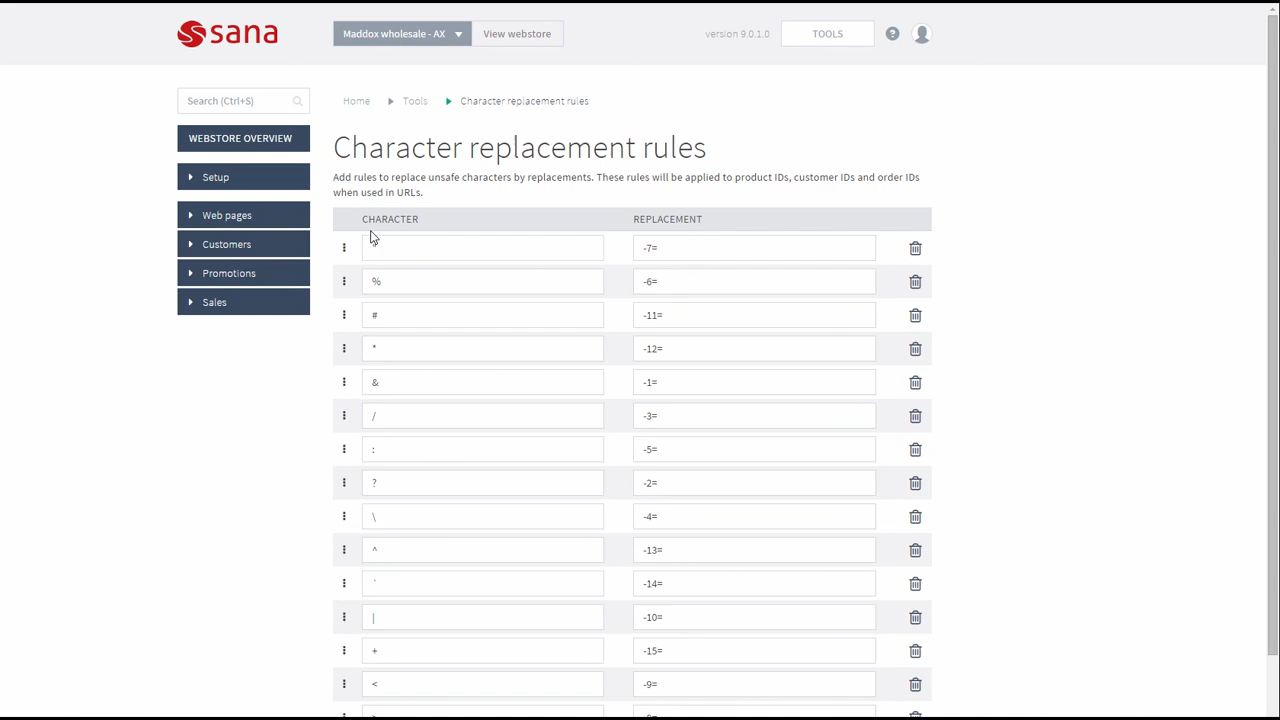 sana
Maddox wholesale - AX
View webstore
version 9.0.1.0
TOOLS
?
Search (Ctrl+S)
WEBSTORE OVERVIEW
Setup
Web pages
Customers
Promotions
Sales
Home Tools Character replacement rules
Character replacement rules
Add rules to replace unsafe characters by replacements. These rules will be applied to product IDs, customer IDs and order IDs
when used in URLs.
CHARACTER REPLACEMENT
-7=
% -6=
# -11=
* -12=
& -1=
/ -3=
: -5=
? -2=
\ -4=
^ -13=
` -14=
| -10=
+ -15=
< -9=